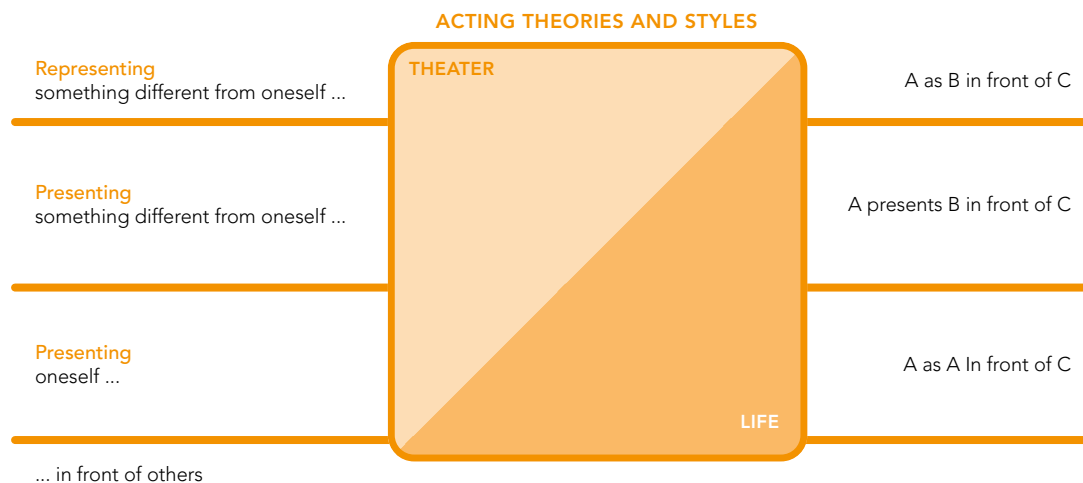 ACTING THEORIES AND STYLES
Representing
something different from oneself ...
THEATER
A as B in front of C
Presenting
something different from oneself ...
A presents B in front of C
Presenting
oneself ...
A as A In front of C
LIFE
... in front of others